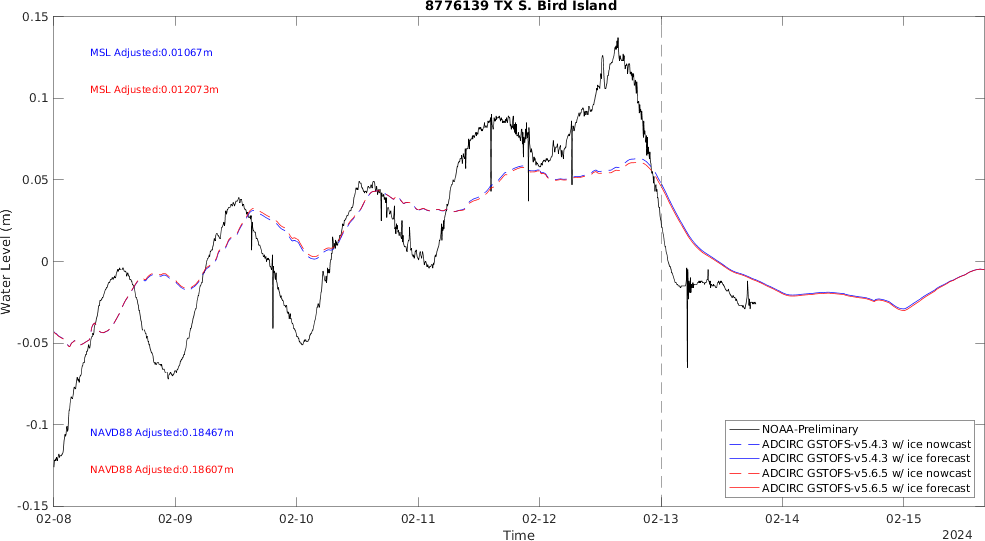 8776139 TX S. Bird Island
0.15
MSL Adjusted:0.01067m
MSL Adjusted:0.012073m
0.1
0.05
0
-0.05
-0.1
-0.15
Water Level (m)
NAVD88 Adjusted:0.18467m
NAVD88 Adjusted:0.18607m
NOAA-Preliminary
ADCIRC GSTOFS-v5.4.3 w/ ice nowcast
ADCIRC GSTOFS-v5.4.3 w/ ice forecast
ADCIRC GSTOFS-v5.6.5 w/ ice nowcast
ADCIRC GSTOFS-v5.6.5 w/ ice forecast
02-08 02-09 02-10 02-11 02-12 02-13 02-14 02-15
Time
2024